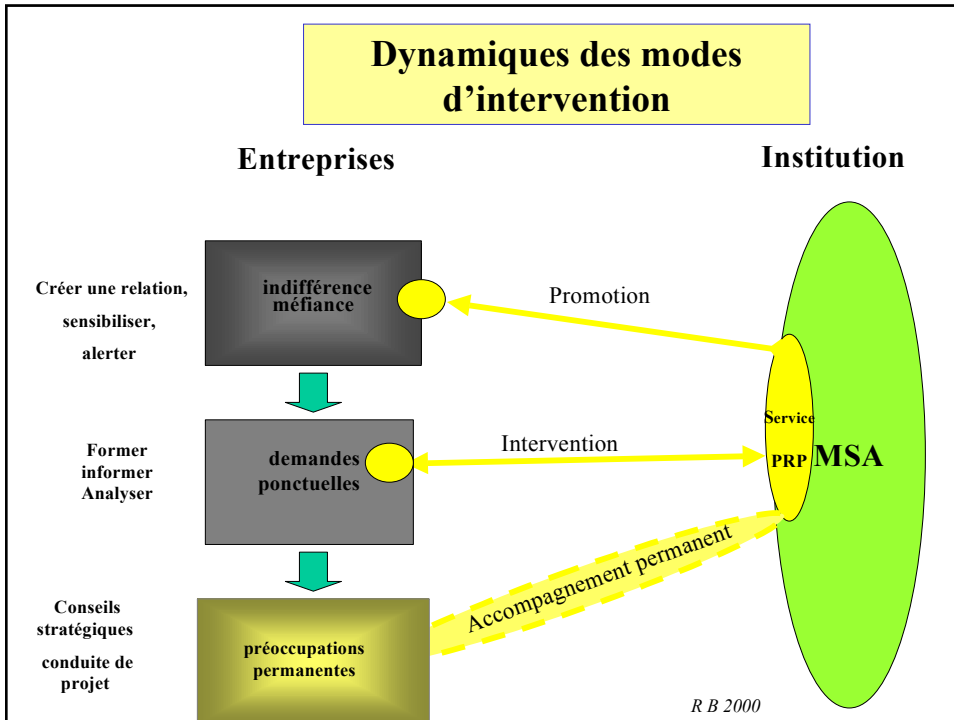 Dynamiques des modes
d’intervention
Entreprises
Institution
Créer une relation,
sensibiliser,
alerter
indifférence
méfiance
Promotion
Former
informer
Analyser
demandes
ponctuelles
Intervention
Service
PRP
MSA
Conseils
stratégiques
conduite de
projet
préoccupations
permanentes
Accompagnement permanent
R B 2000